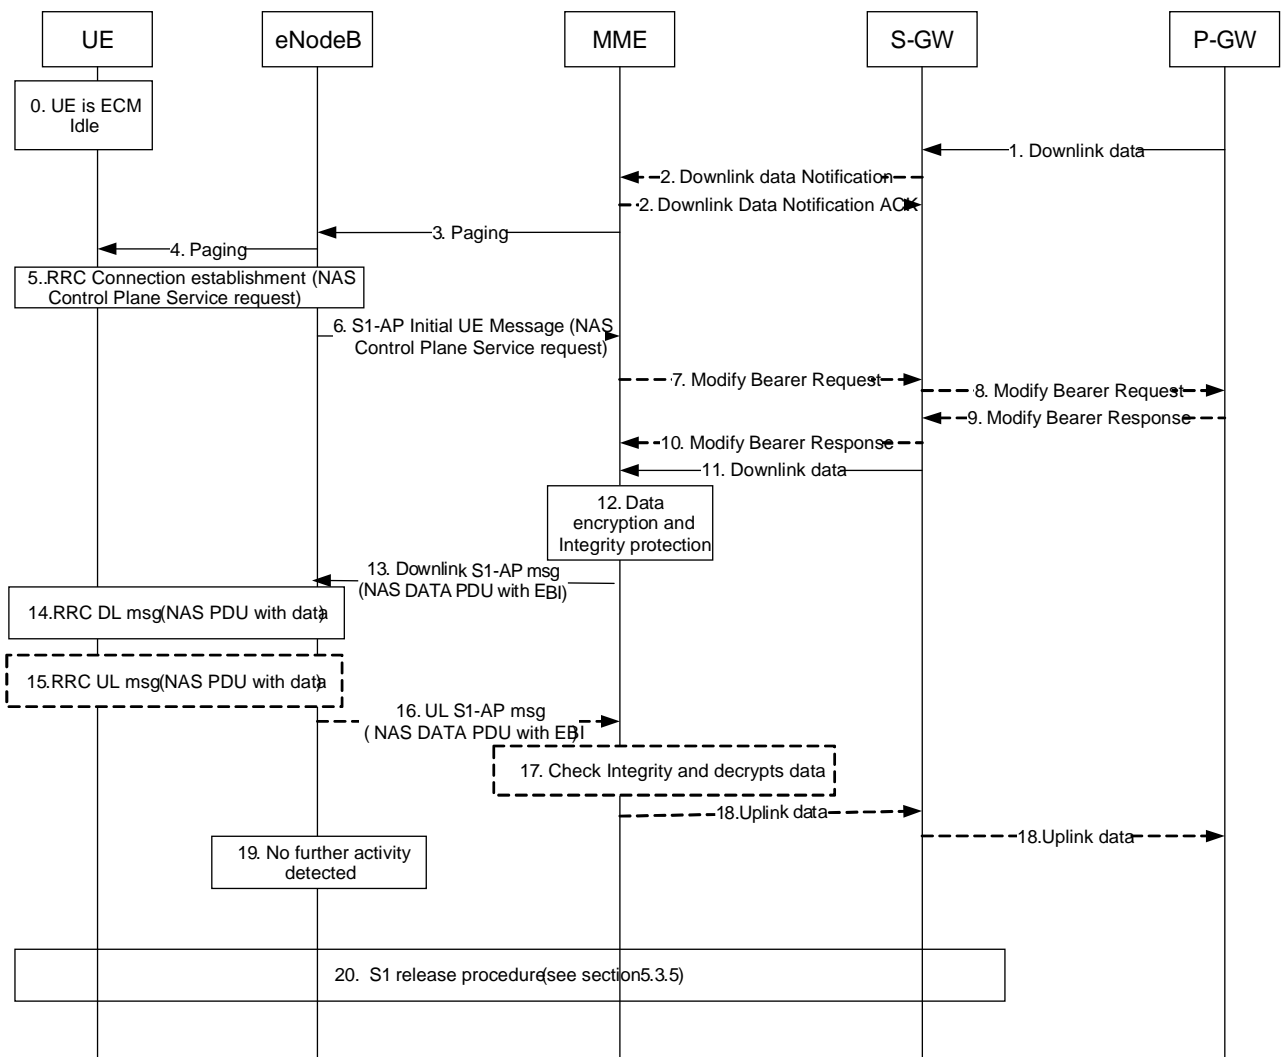 UE
eNodeB
MME
S-GW
P-GW
0. UE is ECM
Idle
1. Downlink data
2. Downlink data Notification
2. Downlink Data Notification ACK
3. Paging
4. Paging
5..RRC Connection establishment (NAS
Control Plane Service request)
6. S1-AP Initial UE Message (NAS
Control Plane Service request)
7. Modify Bearer Request
8. Modify Bearer Request
9. Modify Bearer Response
10. Modify Bearer Response
11. Downlink data
12. Data
encryption and
Integrity protection
13. Downlink S1-AP msg
(NAS DATA PDU with EBI)
14.RRC DL msg(NAS PDU with data)
15.RRC UL msg(NAS PDU with data)
16. UL S1-AP msg
( NAS DATA PDU with EBI)
17. Check Integrity and decrypts data
18.Uplink data
18.Uplink data
19. No further activity
detected
20. S1 release procedure(see section5.3.5)